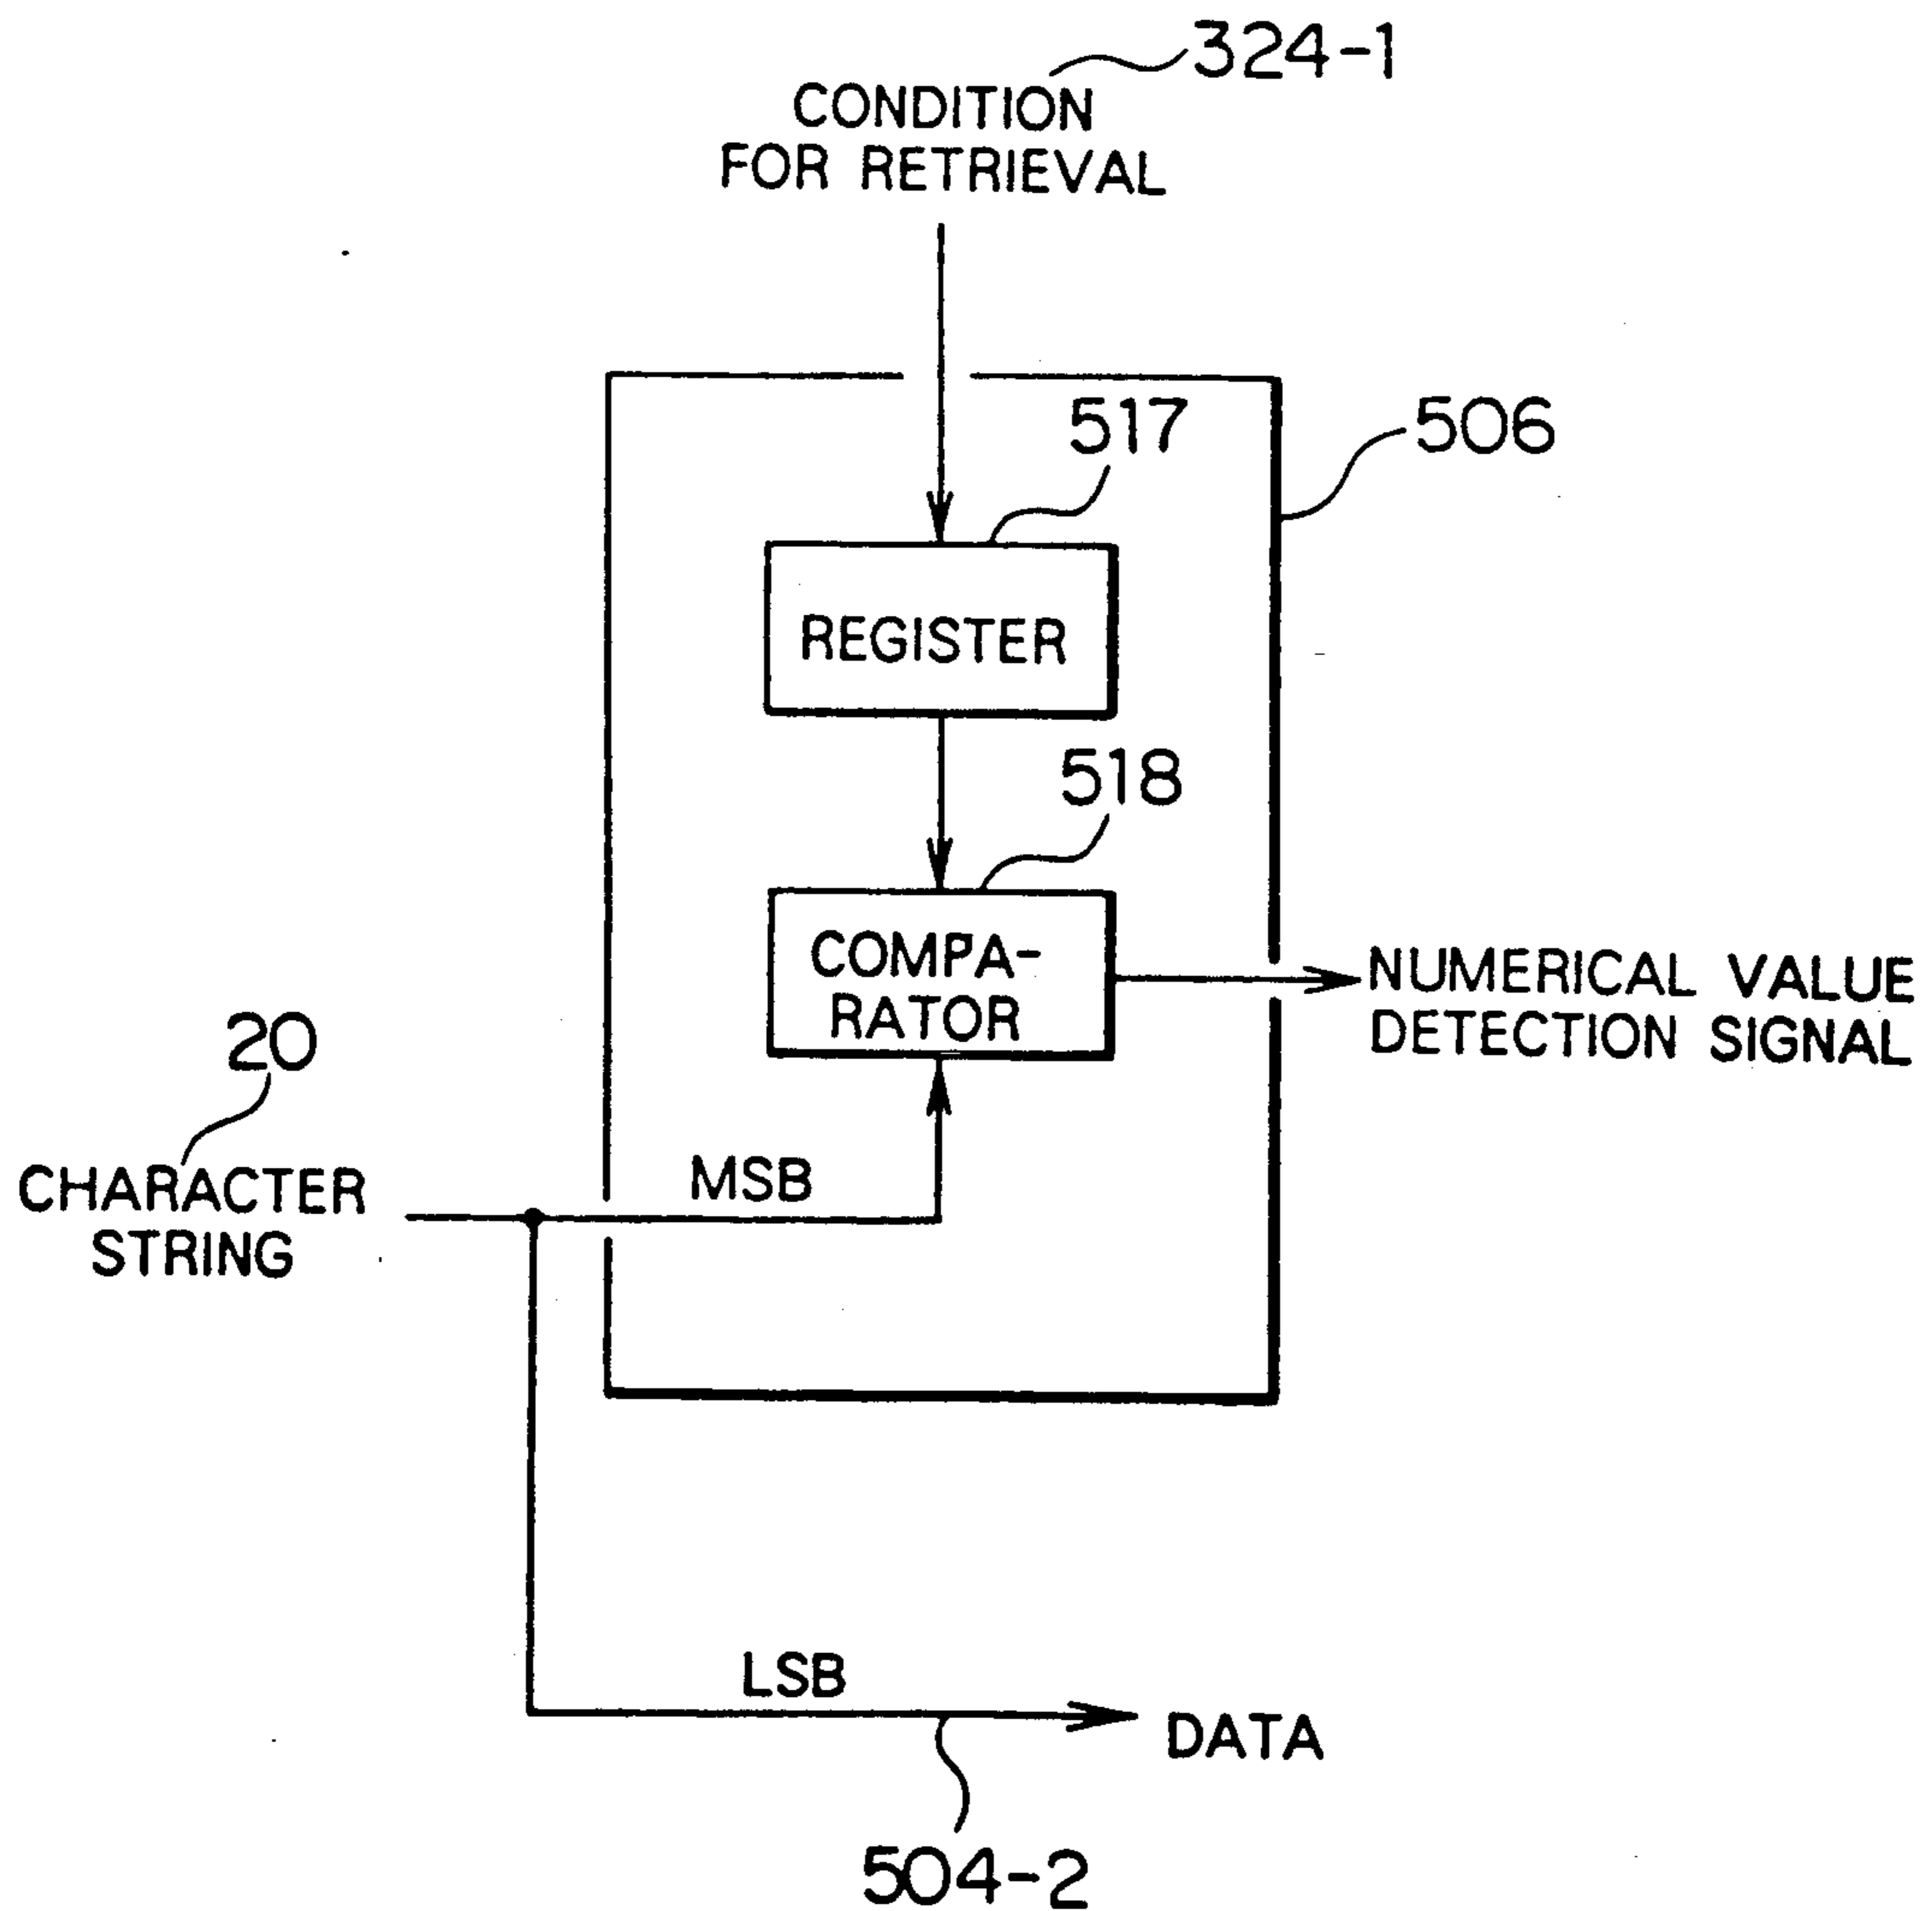 324-1
CONDITION
FOR RETRIEVAL
517
506
REGISTER
518
COMPA-
RATOR
NUMERICAL VALUE
DETECTION SIGNAL
20
CHARACTER
STRING
MSB
LSB
DATA
504-2